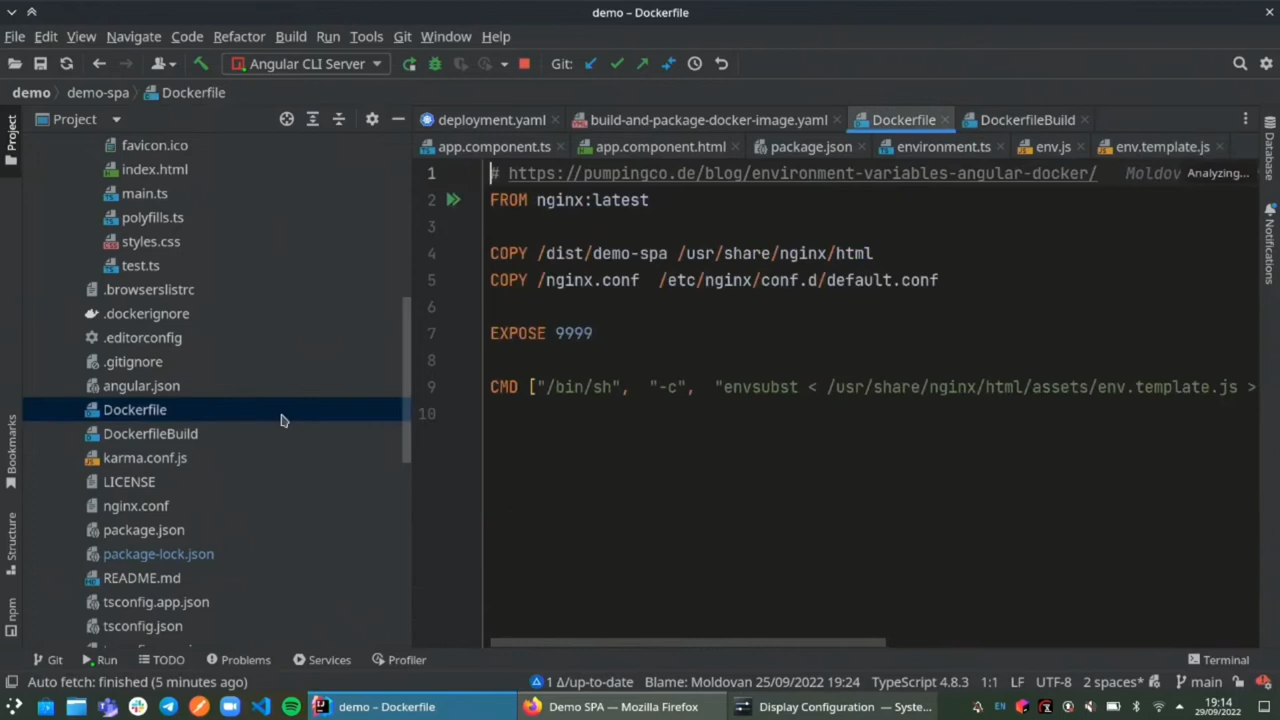 demo – Dockerfile
File Edit View Navigate Code Refactor Build Run Tools Git Window Help
Angular CLI Server Git:
demo demo-spa Dockerfile
Project
Project
Bookmarks
Structure
npm
favicon.ico
index.html
main.ts
polyfills.ts
styles.css
test.ts
.browserslistrc
.dockerignore
.editorconfig
.gitignore
angular.json
Dockerfile
DockerfileBuild
karma.conf.js
LICENSE
nginx.conf
package.json
package-lock.json
README.md
tsconfig.app.json
tsconfig.json
deployment.yaml build-and-package-docker-image.yaml Dockerfile DockerfileBuild
app.component.ts app.component.html package.json environment.ts env.js env.template.js
1 # https://pumpingco.de/blog/environment-variables-angular-docker/ Moldov Analyzing...
2 FROM nginx:latest
3
4 COPY /dist/demo-spa /usr/share/nginx/html
5 COPY /nginx.conf  /etc/nginx/conf.d/default.conf
6
7 EXPOSE 9999
8
9 CMD ["/bin/sh",  "-c",  "envsubst < /usr/share/nginx/html/assets/env.template.js >
10
Database
Notifications
Git Run TODO Problems Services Profiler Terminal
Auto fetch: finished (5 minutes ago) 1 Δ/up-to-date Blame: Moldovan 25/09/2022 19:24 TypeScript 4.8.3 1:1 LF UTF-8 2 spaces* main
demo – Dockerfile Demo SPA — Mozilla Firefox Display Configuration — Syste... EN 19:14
29/09/2022